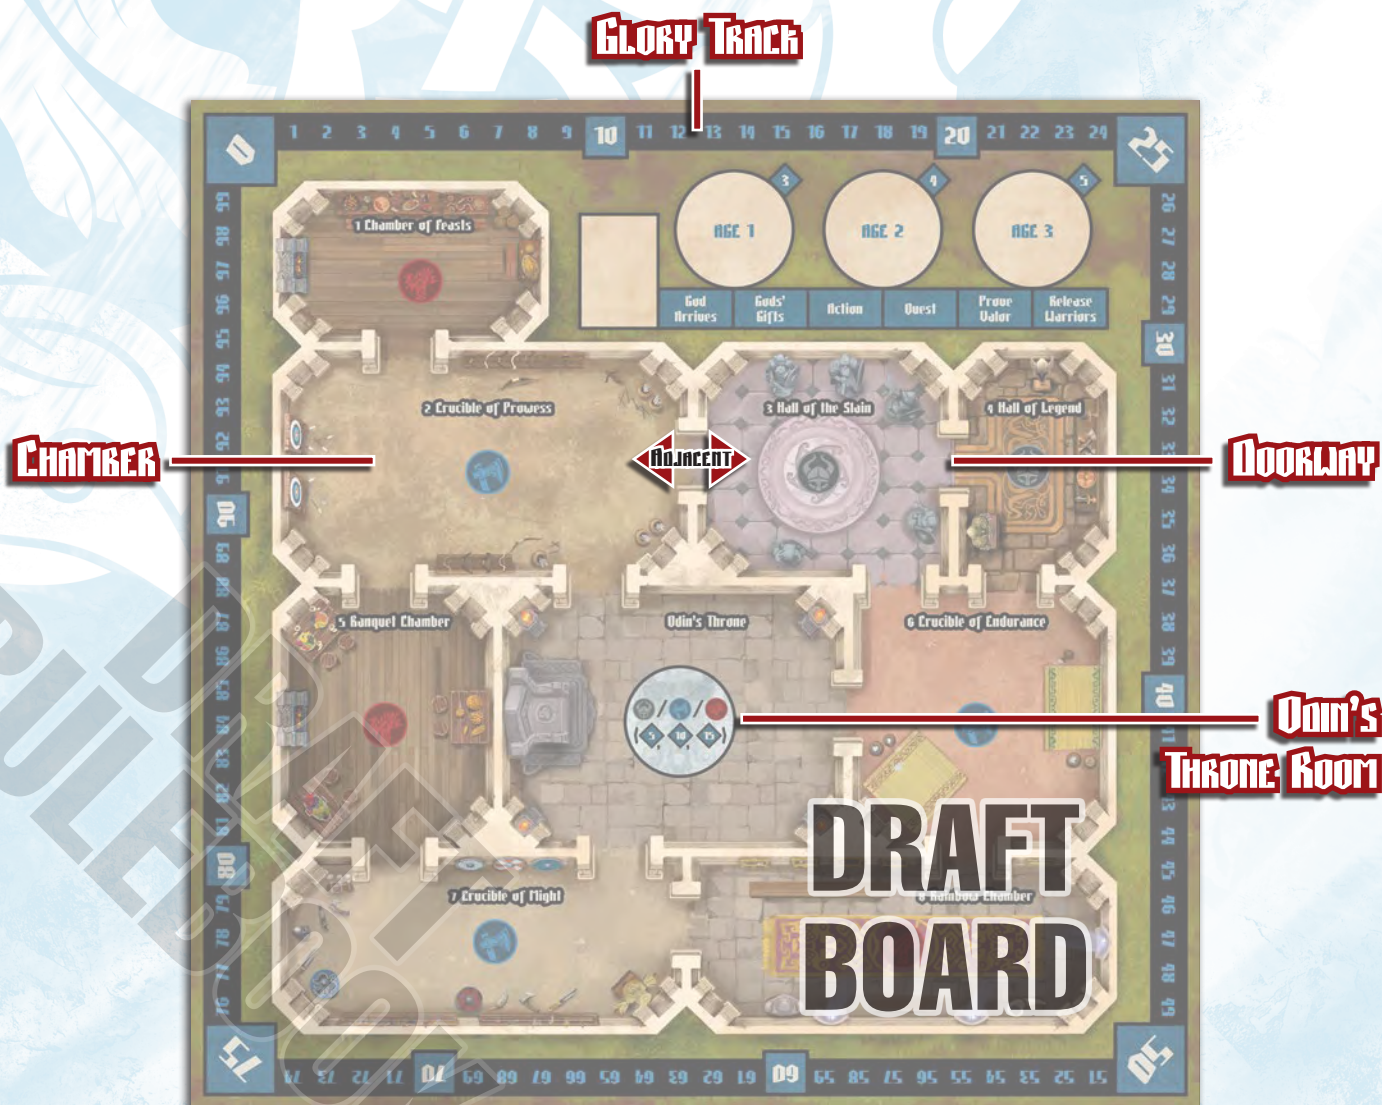 GLORY TRACK
0 1 2 3 4 5 6 7 8 9 10 11 12 13 14 15 16 17 18 19 20 21 22 23 24 25
3 4 5
AGE 1 AGE 2 AGE 3
1 Chamber of Feasts
God Arrives
Gods' Gifts
Action
Quest
Prove Valor
Release Warriors
2 Crucible of Prowess
3 Hall of the Slain
4 Hall of Legend
CHAMBER
ADJACENT
DOORWAY
5 Banquet Chamber
Odin's Throne
6 Crucible of Endurance
/ /
(5, 10, 15)
ODIN'S
THRONE ROOM
7 Crucible of Might
8 Rainbow Chamber
DRAFT
BOARD
DRAFT
RULEBOOK
26 27 28 29 30 31 32 33 34 35 36 37 38 39 40 41 43 44 45 46 47 48 49 50
51 52 53 54 55 56 57 58 59 60 61 62 63 64 65 66 67 68 69 70 71 72 73 74 75
76 77 78 79 80 81 82 83 84 85 86 87 88 89 90 91 92 93 94 95 96 97 98 99